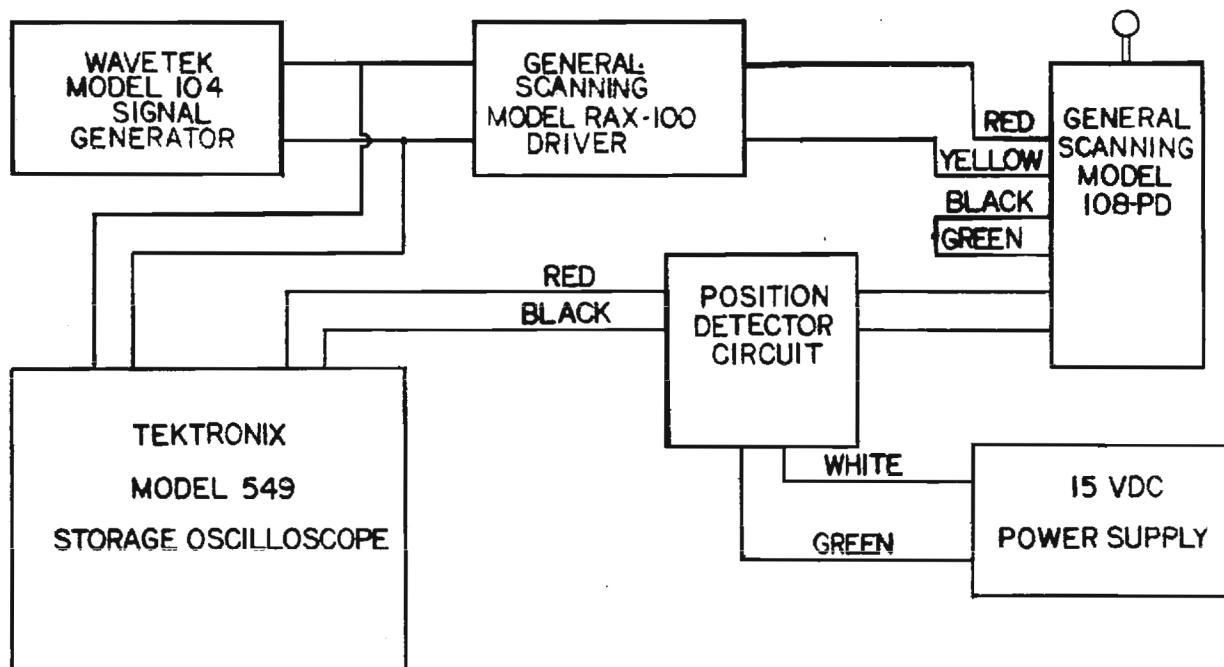 WAVETEK
MODEL 104
SIGNAL
GENERATOR
GENERAL
SCANNING
MODEL RAX-100
DRIVER
RED
YELLOW
BLACK
GREEN
GENERAL
SCANNING
MODEL
108-PD
RED
BLACK
POSITION
DETECTOR
CIRCUIT
TEKTRONIX
MODEL 549
STORAGE OSCILLOSCOPE
WHITE
GREEN
15 VDC
POWER SUPPLY